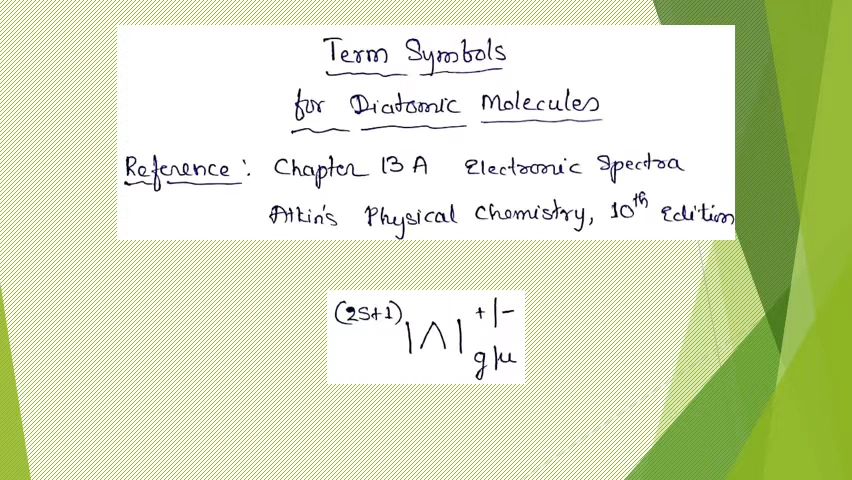 Term Symbols
for Diatomic Molecules
Reference: Chapter 13 A Electronic Spectra
Atkin's Physical Chemistry, 10th Edition
(2S+1) |Λ| +/-
g/u